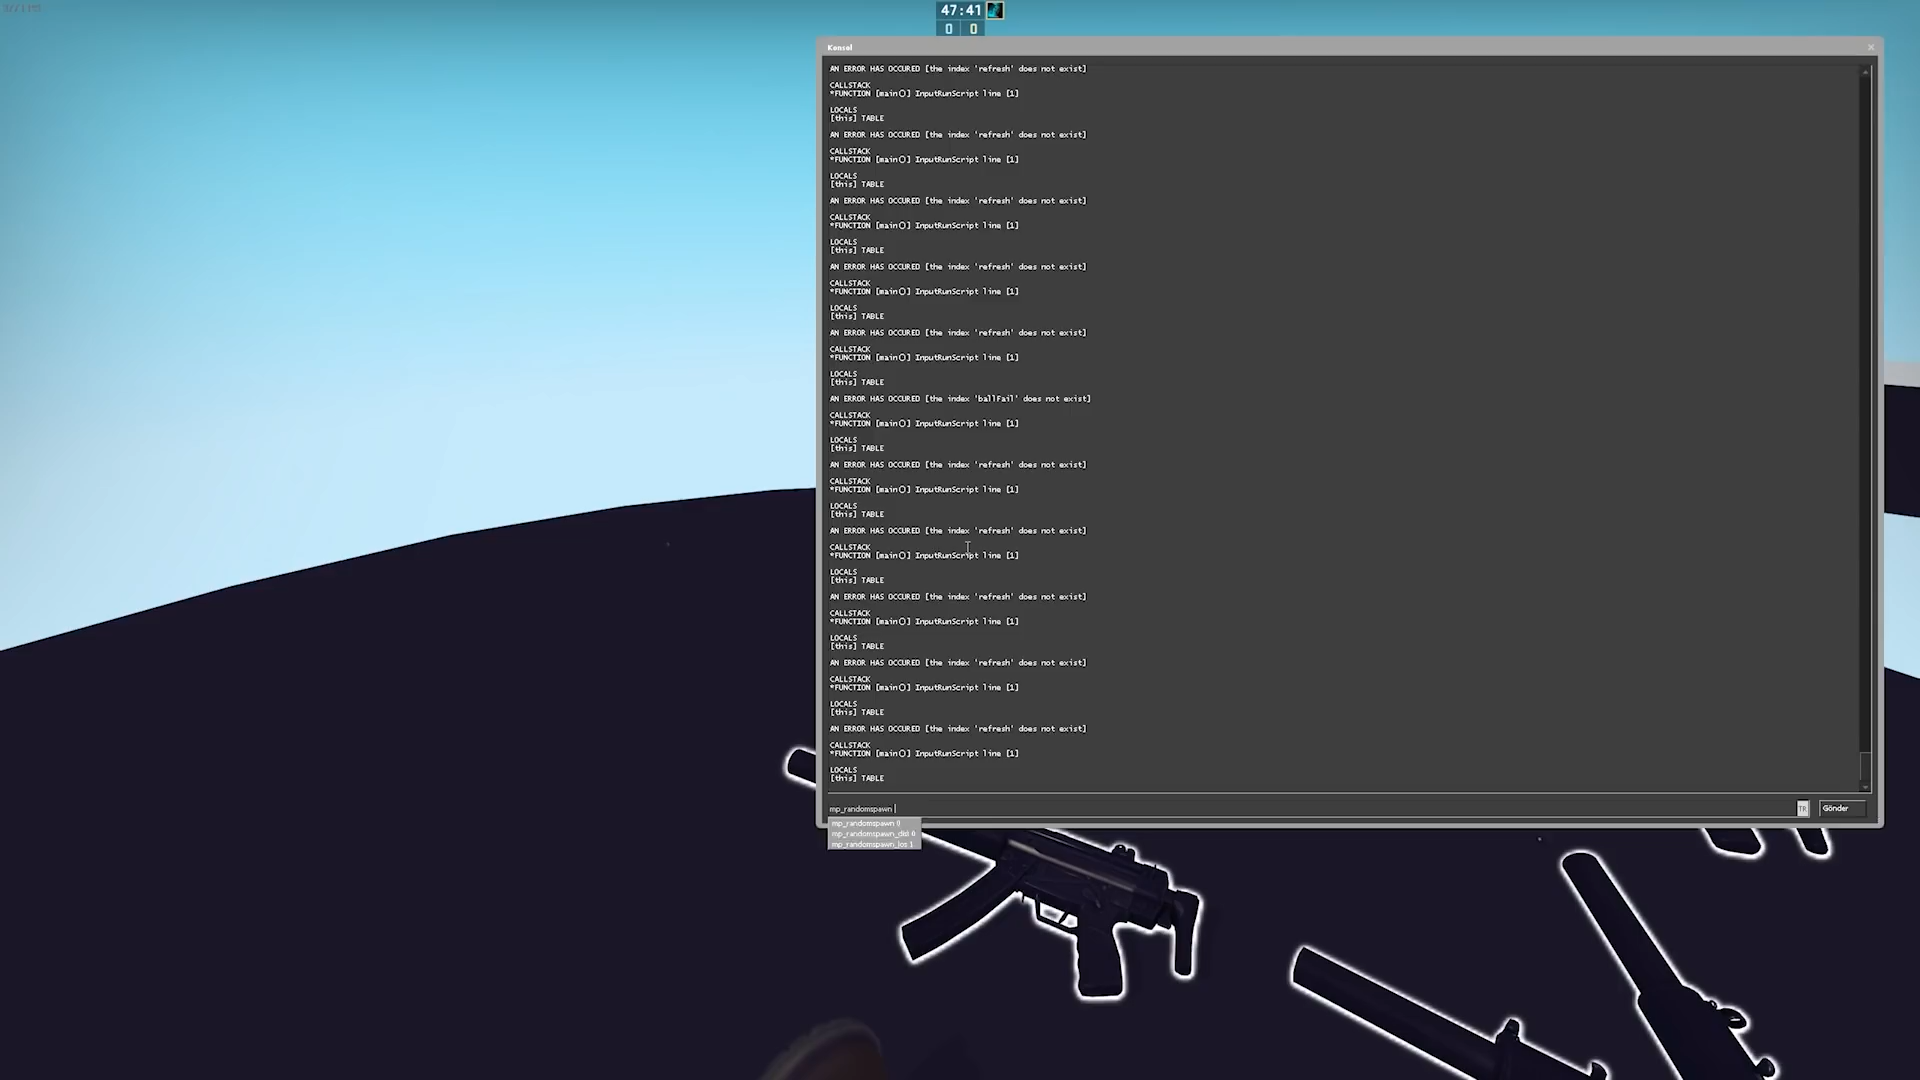 47:41
0 0
Konsol
AN ERROR HAS OCCURED [the index 'refresh' does not exist]
CALLSTACK
*FUNCTION [main()] InputRunScript line [1]
LOCALS
[this] TABLE
AN ERROR HAS OCCURED [the index 'refresh' does not exist]
CALLSTACK
*FUNCTION [main()] InputRunScript line [1]
LOCALS
[this] TABLE
AN ERROR HAS OCCURED [the index 'refresh' does not exist]
CALLSTACK
*FUNCTION [main()] InputRunScript line [1]
LOCALS
[this] TABLE
AN ERROR HAS OCCURED [the index 'refresh' does not exist]
CALLSTACK
*FUNCTION [main()] InputRunScript line [1]
LOCALS
[this] TABLE
AN ERROR HAS OCCURED [the index 'refresh' does not exist]
CALLSTACK
*FUNCTION [main()] InputRunScript line [1]
LOCALS
[this] TABLE
AN ERROR HAS OCCURED [the index 'ballFail' does not exist]
CALLSTACK
*FUNCTION [main()] InputRunScript line [1]
LOCALS
[this] TABLE
AN ERROR HAS OCCURED [the index 'refresh' does not exist]
CALLSTACK
*FUNCTION [main()] InputRunScript line [1]
LOCALS
[this] TABLE
AN ERROR HAS OCCURED [the index 'refresh' does not exist]
CALLSTACK
*FUNCTION [main()] InputRunScript line [1]
LOCALS
[this] TABLE
AN ERROR HAS OCCURED [the index 'refresh' does not exist]
CALLSTACK
*FUNCTION [main()] InputRunScript line [1]
LOCALS
[this] TABLE
AN ERROR HAS OCCURED [the index 'refresh' does not exist]
CALLSTACK
*FUNCTION [main()] InputRunScript line [1]
LOCALS
[this] TABLE
AN ERROR HAS OCCURED [the index 'refresh' does not exist]
CALLSTACK
*FUNCTION [main()] InputRunScript line [1]
LOCALS
[this] TABLE
mp_randomspawn TR Gönder
mp_randomspawn 0
mp_randomspawn_dist 0
mp_randomspawn_los 1